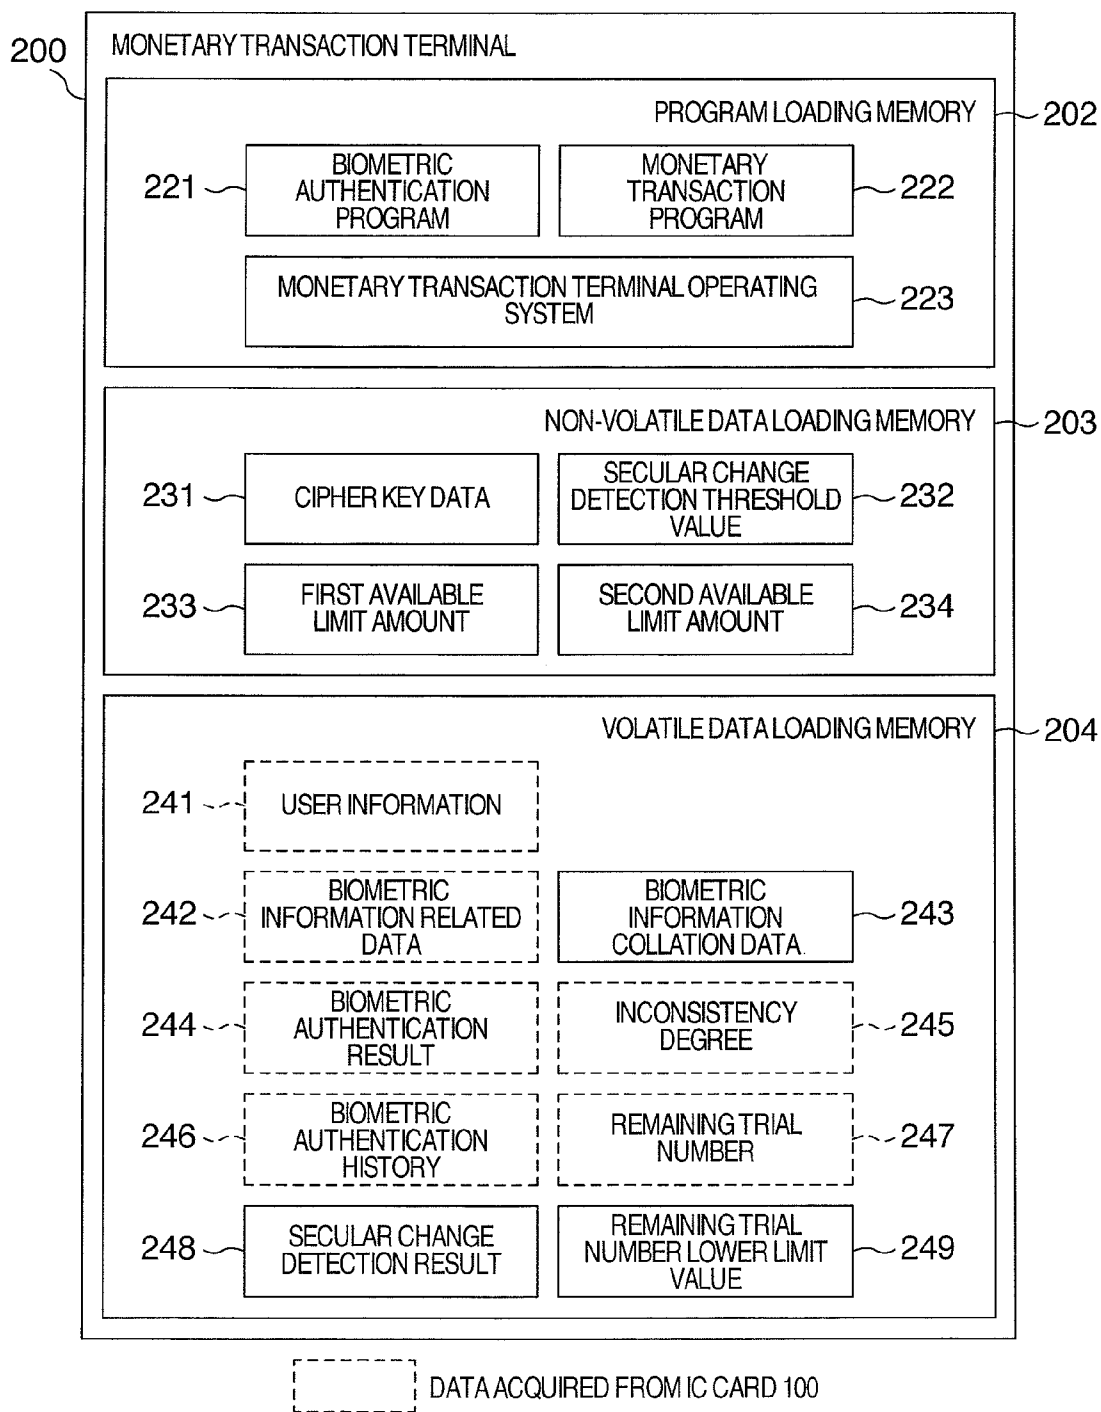 200
MONETARY TRANSACTION TERMINAL
PROGRAM LOADING MEMORY
202
221
BIOMETRIC
AUTHENTICATION
PROGRAM
MONETARY
TRANSACTION
PROGRAM
222
MONETARY TRANSACTION TERMINAL OPERATING
SYSTEM
223
NON-VOLATILE DATA LOADING MEMORY
203
231
CIPHER KEY DATA
SECULAR CHANGE
DETECTION THRESHOLD
VALUE
232
233
FIRST AVAILABLE
LIMIT AMOUNT
SECOND AVAILABLE
LIMIT AMOUNT
234
VOLATILE DATA LOADING MEMORY
204
241
USER INFORMATION
242
BIOMETRIC
INFORMATION RELATED
DATA
BIOMETRIC
INFORMATION
COLLATION DATA
243
244
BIOMETRIC
AUTHENTICATION
RESULT
INCONSISTENCY
DEGREE
245
246
BIOMETRIC
AUTHENTICATION
HISTORY
REMAINING TRIAL
NUMBER
247
248
SECULAR CHANGE
DETECTION RESULT
REMAINING TRIAL
NUMBER LOWER LIMIT
VALUE
249
DATA ACQUIRED FROM IC CARD 100